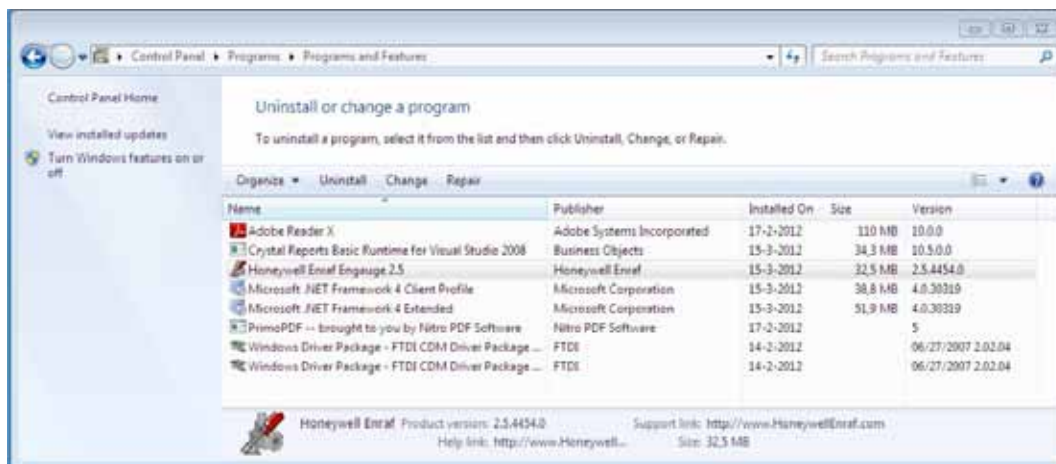 Control Panel ▸ Programs ▸ Programs and Features
Search Programs and Features
Control Panel Home
View installed updates
Turn Windows features on or
off
Uninstall or change a program
To uninstall a program, select it from the list and then click Uninstall, Change, or Repair.
Organize Uninstall Change Repair
Name Publisher Installed On Size Version
Adobe Reader X Adobe Systems Incorporated 17-2-2012 110 MB 10.0.0
Crystal Reports Basic Runtime for Visual Studio 2008 Business Objects 15-3-2012 34,3 MB 10.5.0.0
Honeywell Enraf Engauge 2.5 Honeywell Enraf 15-3-2012 32,5 MB 2.5.4454.0
Microsoft .NET Framework 4 Client Profile Microsoft Corporation 15-3-2012 38,8 MB 4.0.30319
Microsoft .NET Framework 4 Extended Microsoft Corporation 15-3-2012 51,9 MB 4.0.30319
PrimoPDF -- brought to you by Nitro PDF Software Nitro PDF Software 17-2-2012 5
Windows Driver Package - FTDI CDM Driver Package ... FTDI 14-2-2012 06/27/2007 2.02.04
Windows Driver Package - FTDI CDM Driver Package ... FTDI 14-2-2012 06/27/2007 2.02.04
Honeywell Enraf Product version: 2.5.4454.0 Support link: http://www.HoneywellEnraf.com
Help link: http://www.Honeywell... Size: 32,5 MB